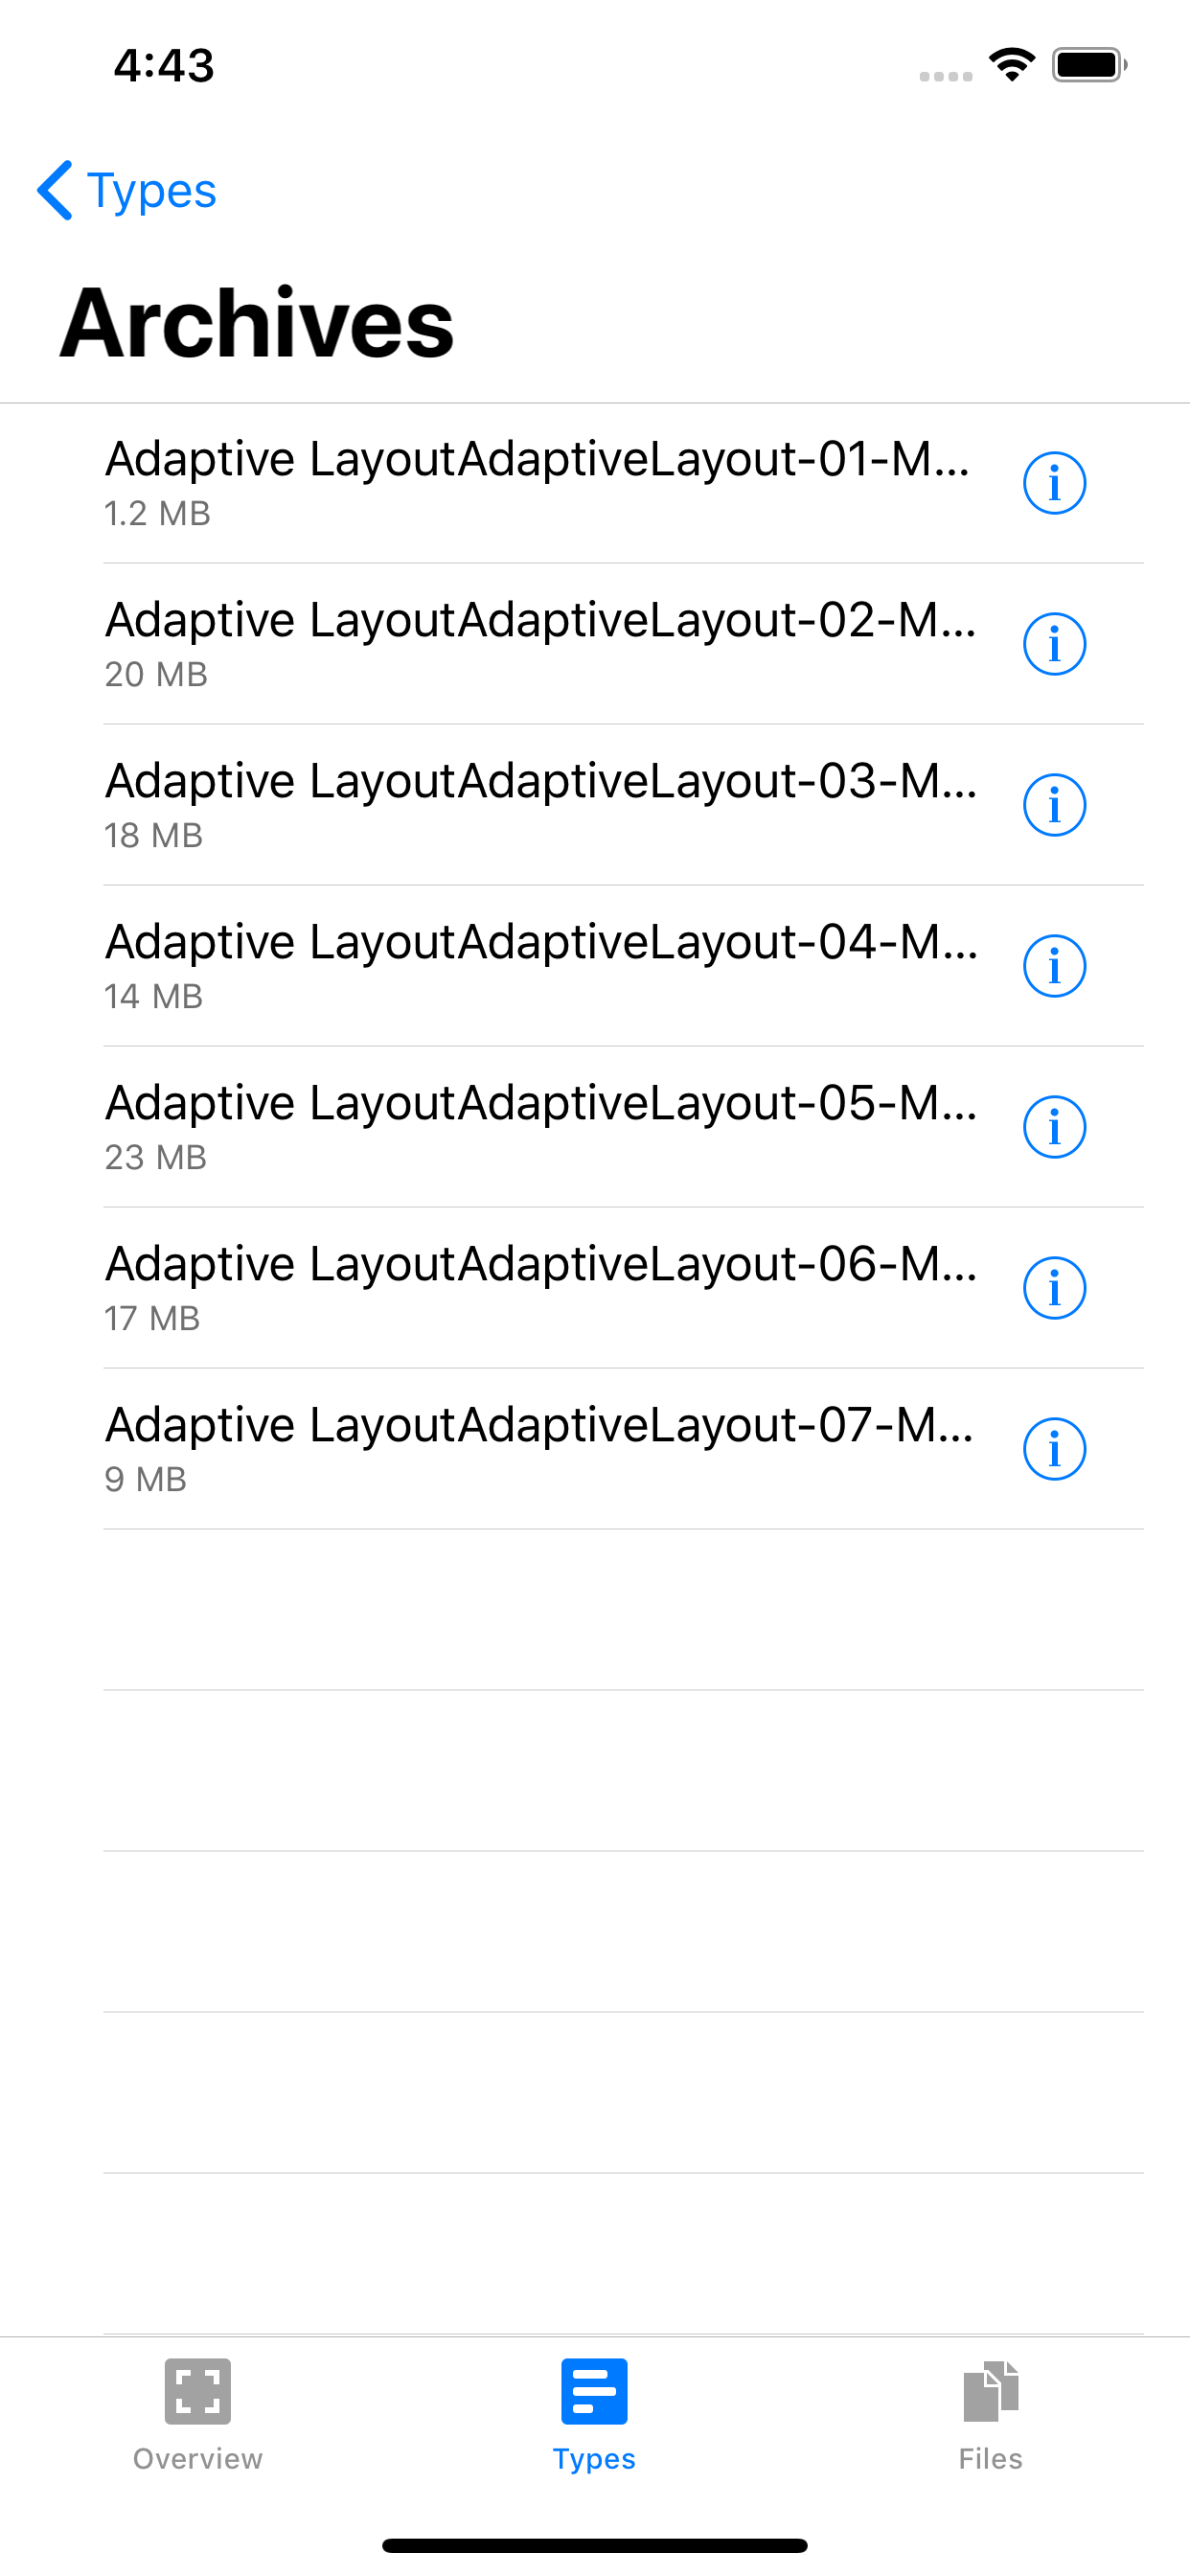 4:43
Types
Archives
Adaptive LayoutAdaptiveLayout-01-M...
1.2 MB
Adaptive LayoutAdaptiveLayout-02-M...
20 MB
Adaptive LayoutAdaptiveLayout-03-M...
18 MB
Adaptive LayoutAdaptiveLayout-04-M...
14 MB
Adaptive LayoutAdaptiveLayout-05-M...
23 MB
Adaptive LayoutAdaptiveLayout-06-M...
17 MB
Adaptive LayoutAdaptiveLayout-07-M...
9 MB
Overview Types Files